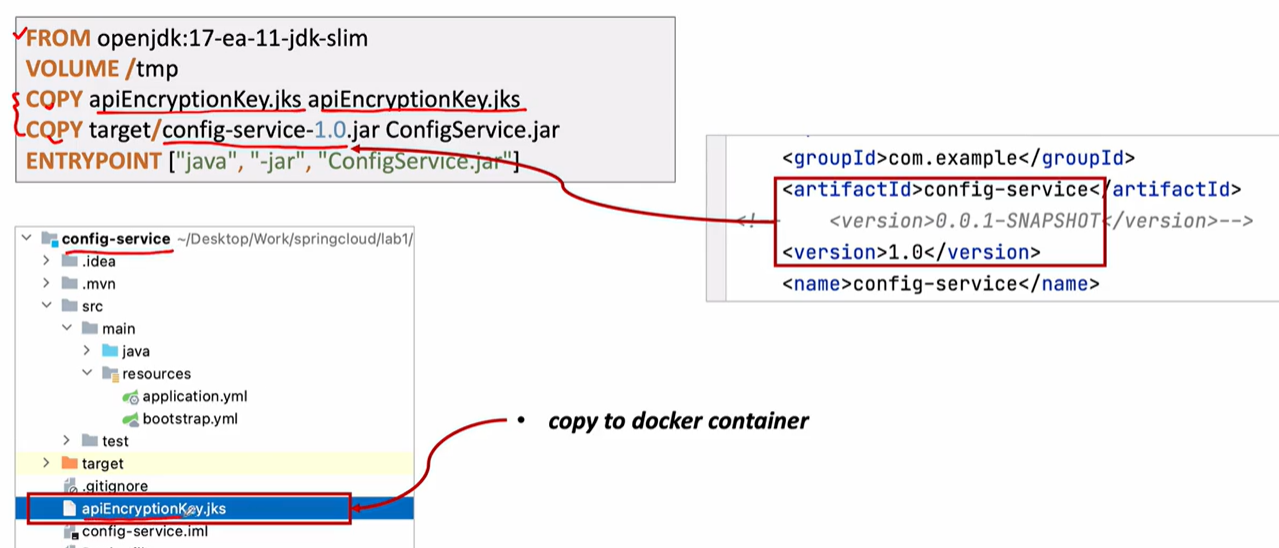 FROM openjdk:17-ea-11-jdk-slim
VOLUME /tmp
COPY apiEncryptionKey.jks apiEncryptionKey.jks
COPY target/config-service-1.0.jar ConfigService.jar
ENTRYPOINT ["java", "-jar", "ConfigService.jar"]
<groupId>com.example</groupId>
<artifactId>config-service</artifactId>
<!-- <version>0.0.1-SNAPSHOT</version>-->
<version>1.0</version>
<name>config-service</name>
config-service ~/Desktop/Work/springcloud/lab1/
.idea
.mvn
src
main
java
resources
application.yml
bootstrap.yml
test
target
.gitignore
apiEncryptionKey.jks
config-service.iml
• copy to docker container